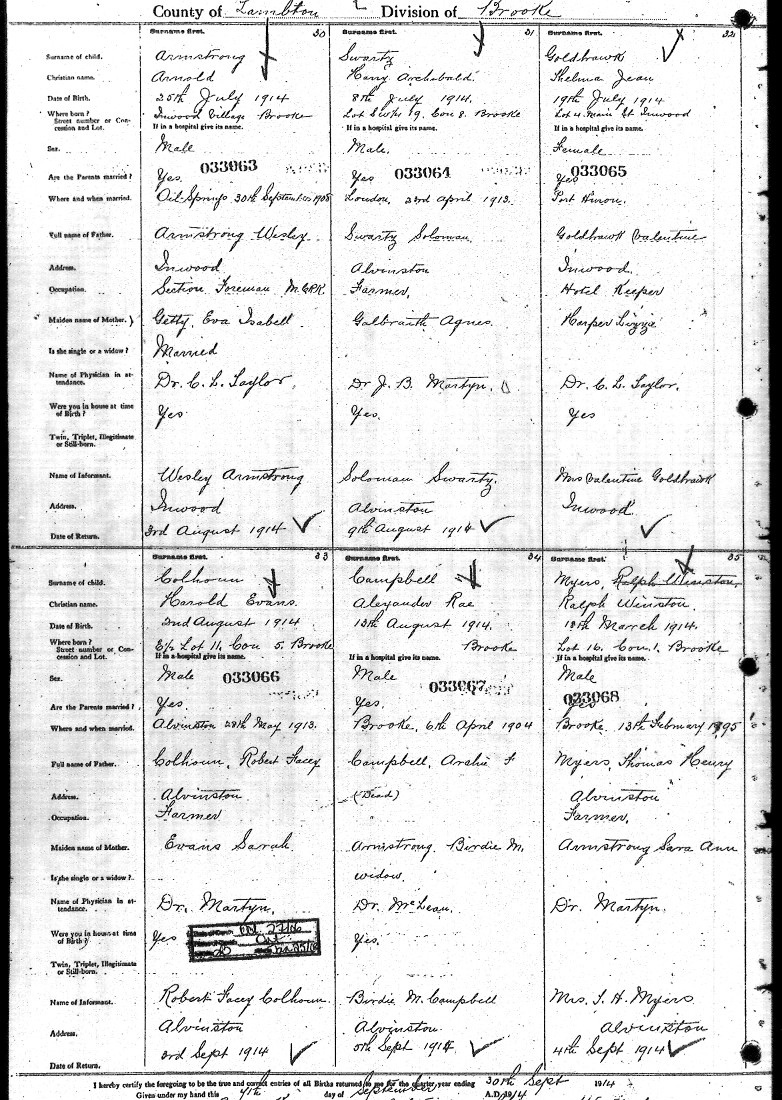 County of Lambton Division of Brooke
Surname first. 30 Surname first. 31 Surname first. 32
Surname of child. Armstrong Swartz Goldhawk
Christian name. Arnold Harry Archibald. Thelma Jean
Date of Birth. 25th July 1914 8th July 1914. 19th July 1914
Where born? Street number or Concession and Lot. Inwood Village Brooke Lot 19, Con 8. Brooke Lot 4. Main St Inwood
If in a hospital give its name. If in a hospital give its name. If in a hospital give its name.
Sex. Male Male. Female
033063 033064 033065
Are the Parents married? Yes. Yes Yes
Where and when married. Oil Springs 30th September 1908 London, 23rd April 1913. Port Huron.
Full name of Father. Armstrong Wesley Swartz Soloman Goldhawk Valentine
Address. Inwood Alvinston Inwood.
Occupation. Section Foreman Farmer, Hotel Keeper
Maiden name of Mother. Getty, Eva Isabell Galbraith Agnes Harper Lizzie
Is she single or a widow? Married
Name of Physician in attendance. Dr. C. L. Taylor, Dr J. B. Martyn. Dr. C. L. Taylor.
Were you in house at time of Birth? Yes Yes. Yes
Twin, Triplet, Illegitimate or Still-born.
Name of Informant. Wesley Armstrong Soloman Swartz. Mrs Valentine Goldhawk
Address. Inwood Alvinston Inwood
Date of Return. 3rd August 1914 9th August 1914
Surname first. 33 Surname first. 34 Surname first. 35
Surname of child. Colhoun Campbell Myers, Ralph Winston,
Christian name. Harold Evans. Alexander Rae Ralph Winston.
Date of Birth. 2nd August 1914 13th August 1914. March 1914.
Where born? Street number or Concession and Lot. E½ Lot 11, Con 5. Brooke Brooke Lot 16, Con 1, Brooke
If in a hospital give its name. If in a hospital give its name.
Sex. Male Male Male
033066 033067 033068
Are the Parents married? Yes. Yes. Yes
Where and when married. Alvinston 28th May 1913. Brooke, 6th April 1904 Brooke, 13th February 1895
Full name of Father. Colhoun, Robert Facey Campbell, Archie F Myers, Thomas Henry
Address. Alvinston (Dead) Alvinston
Occupation. Farmer Farmer,
Maiden name of Mother. Evans Sarah Armstrong, Birdie M. Armstrong Sara Ann
Is she single or a widow? widow
Name of Physician in attendance. Dr. Martyn. Dr. McLean. Dr. Martyn.
Were you in house at time of Birth? Yes Yes.
Twin, Triplet, Illegitimate or Still-born.
Name of Informant. Robert Facey Colhoun Birdie M. Campbell Mrs. T. H. Myers
Address. Alvinston Alvinston Alvinston
Date of Return. 3rd Sept 1914 5th Sept 1914 4th Sept 1914
I hereby certify the foregoing to be the true and correct entries of all Births returned to me for the quarter year ending 30th Sept 1914
Given under my hand this day of September A.D. 1914